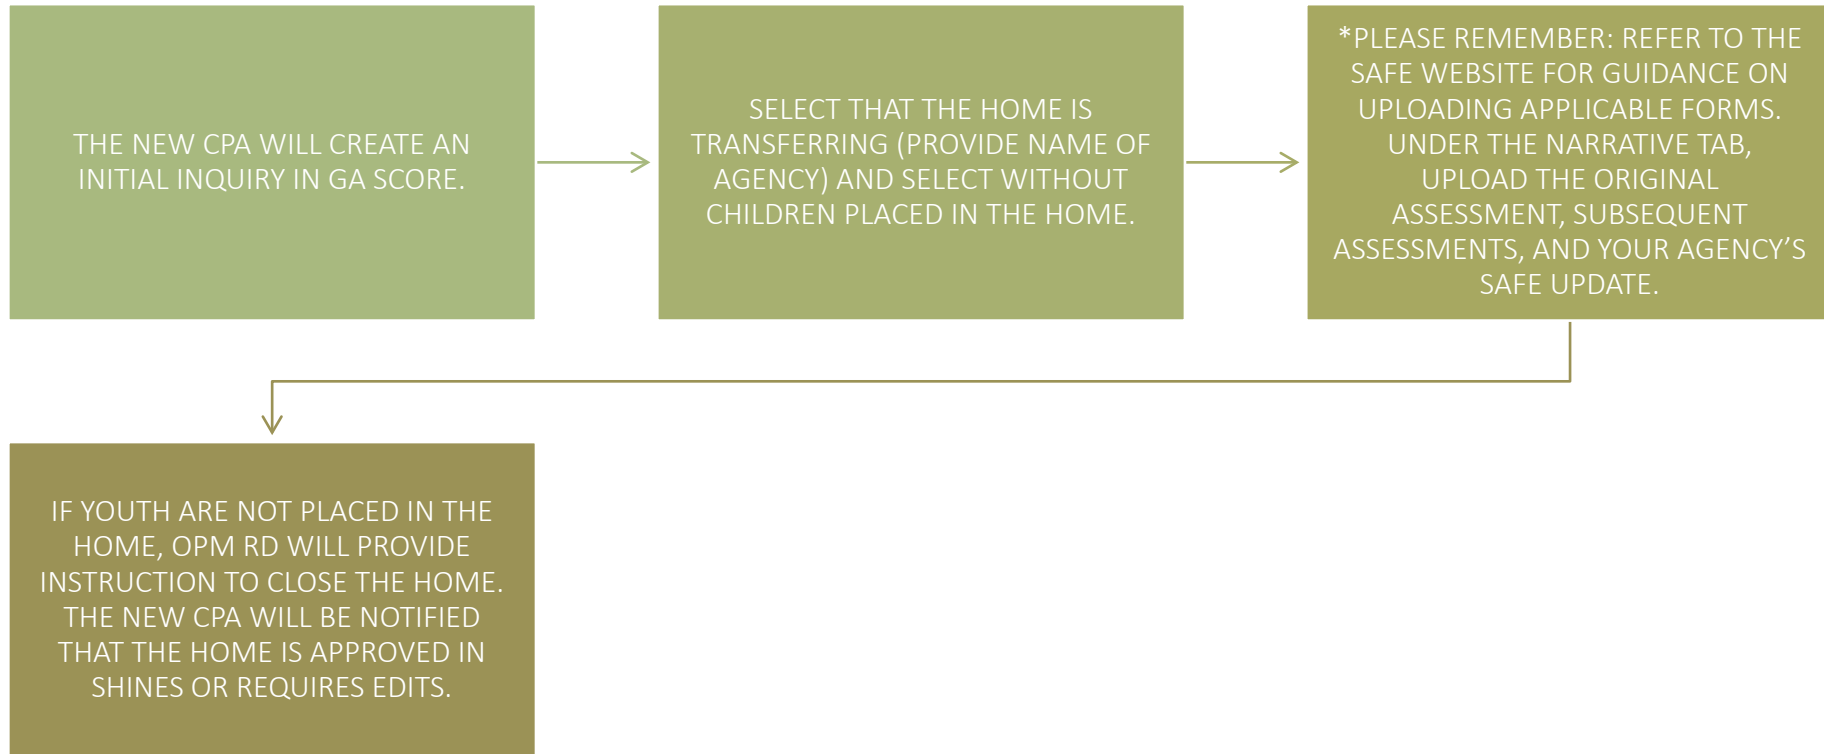 THE NEW CPA WILL CREATE AN
INITIAL INQUIRY IN GA SCORE.
SELECT THAT THE HOME IS
TRANSFERRING (PROVIDE NAME OF
AGENCY) AND SELECT WITHOUT
CHILDREN PLACED IN THE HOME.
*PLEASE REMEMBER: REFER TO THE
SAFE WEBSITE FOR GUIDANCE ON
UPLOADING APPLICABLE FORMS.
UNDER THE NARRATIVE TAB,
UPLOAD THE ORIGINAL
ASSESSMENT, SUBSEQUENT
ASSESSMENTS, AND YOUR AGENCY’S
SAFE UPDATE.
IF YOUTH ARE NOT PLACED IN THE
HOME, OPM RD WILL PROVIDE
INSTRUCTION TO CLOSE THE HOME.
THE NEW CPA WILL BE NOTIFIED
THAT THE HOME IS APPROVED IN
SHINES OR REQUIRES EDITS.